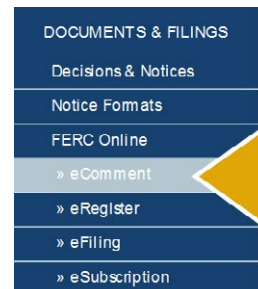 DOCUMENTS & FILINGS
Decisions & Notices
Notice Formats
FERC Online
» eComment
» eRegister
» eFiling
» eSubscription